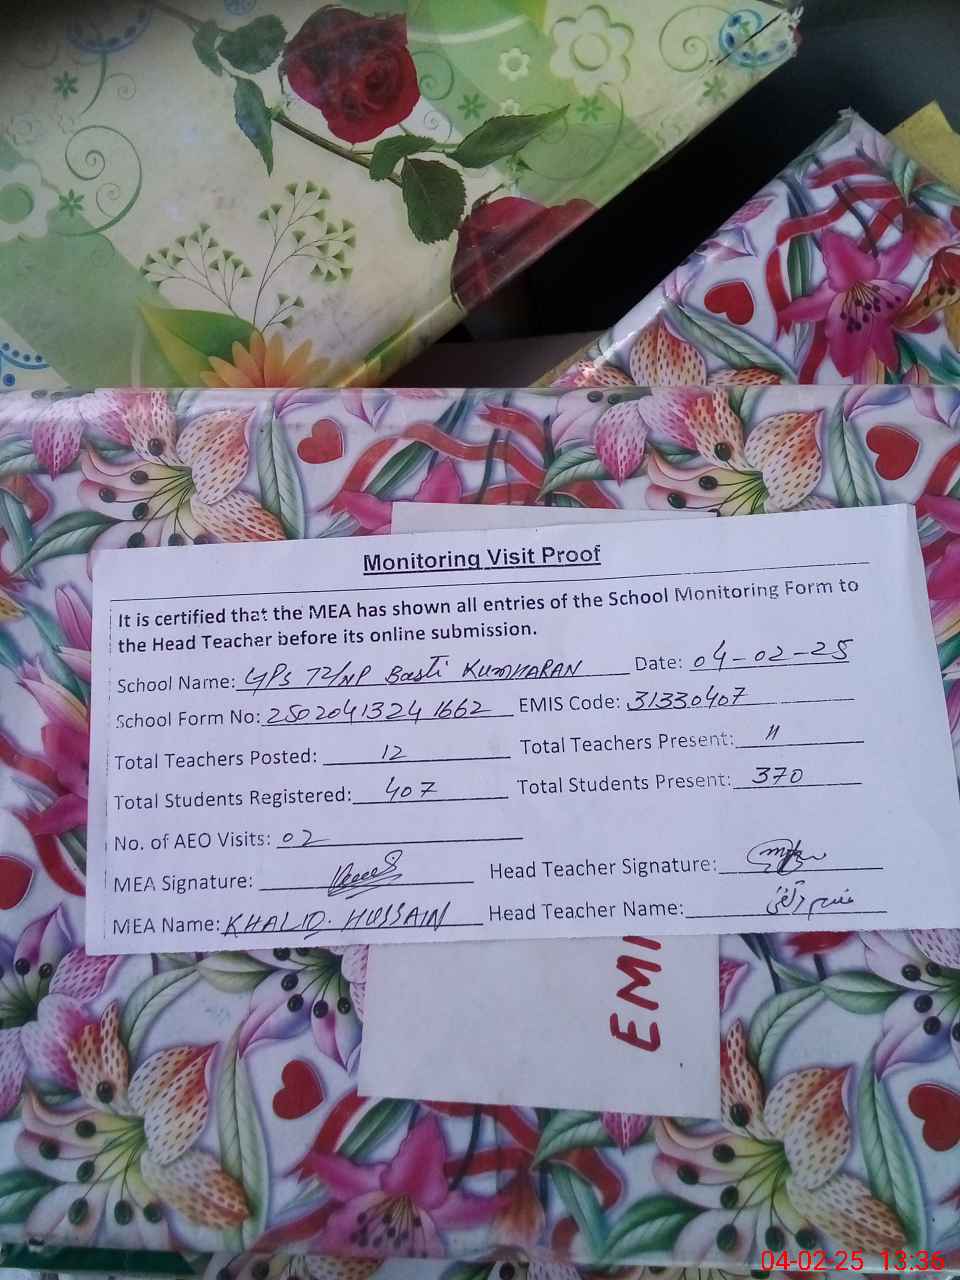 Monitoring Visit Proof
It is certified that the MEA has shown all entries of the School Monitoring Form to
the Head Teacher before its online submission.
School Name: GPS 72/NP Basti KUMHARAN Date: 04-02-25
School Form No: 2502041324 1662 EMIS Code: 31330407
Total Teachers Posted: 12 Total Teachers Present: 11
Total Students Registered: 407 Total Students Present: 370
No. of AEO Visits: 02
MEA Signature: Head Teacher Signature:
MEA Name: KHALID. HUSSAIN Head Teacher Name:
EMI
04-02-25 13:36